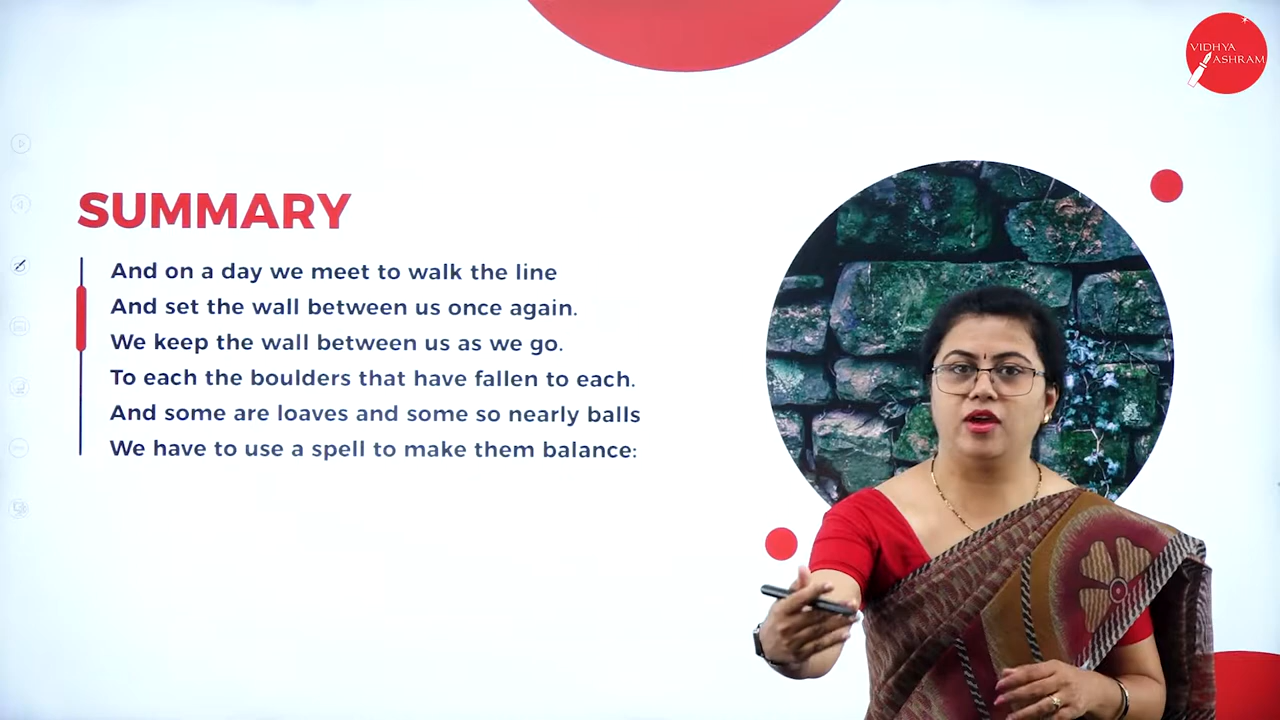 VIDHYA
ASHRAM
SUMMARY
And on a day we meet to walk the line
And set the wall between us once again.
We keep the wall between us as we go.
To each the boulders that have fallen to each.
And some are loaves and some so nearly balls
We have to use a spell to make them balance: